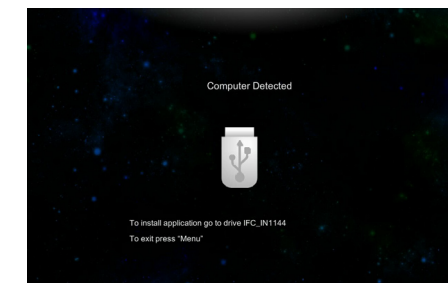 Computer Detected
To install application go to drive IFC_IN1144
To exit press "Menu"